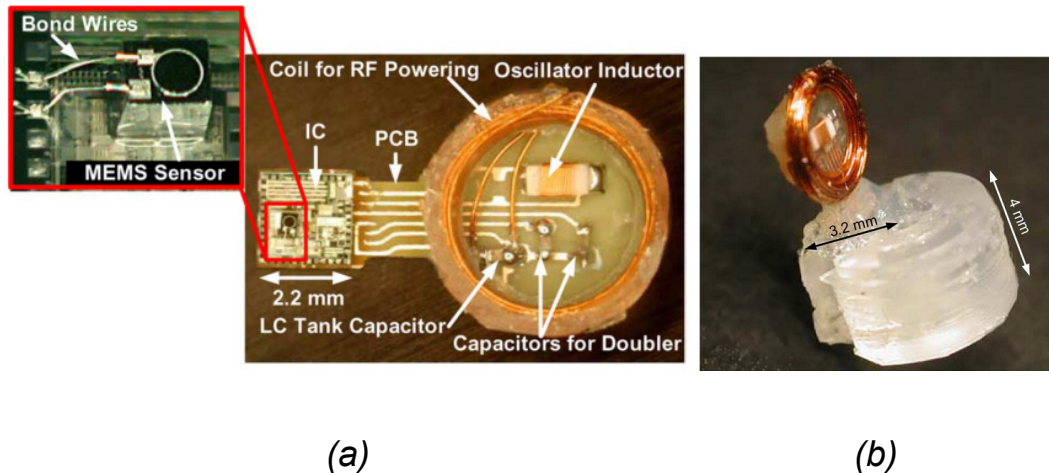 Bond Wires
MEMS Sensor
Coil for RF Powering
Oscillator Inductor
IC
PCB
2.2 mm
LC Tank Capacitor
Capacitors for Doubler
3.2 mm
4 mm
(a)
(b)